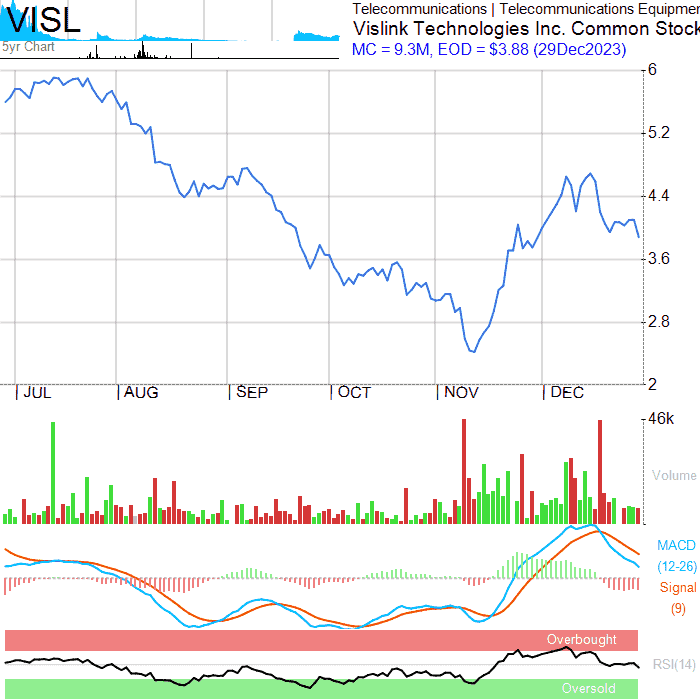 VISL
5yr Chart
Telecommunications | Telecommunications Equipmen
Vislink Technologies Inc. Common Stock
MC = 9.3M, EOD = $3.88 (29Dec2023)
6
5.2
4.4
3.6
2.8
2
JUL AUG SEP OCT NOV DEC
46k
Volume
MACD
(12-26)
Signal
(9)
Overbought
RSI(14)
Oversold